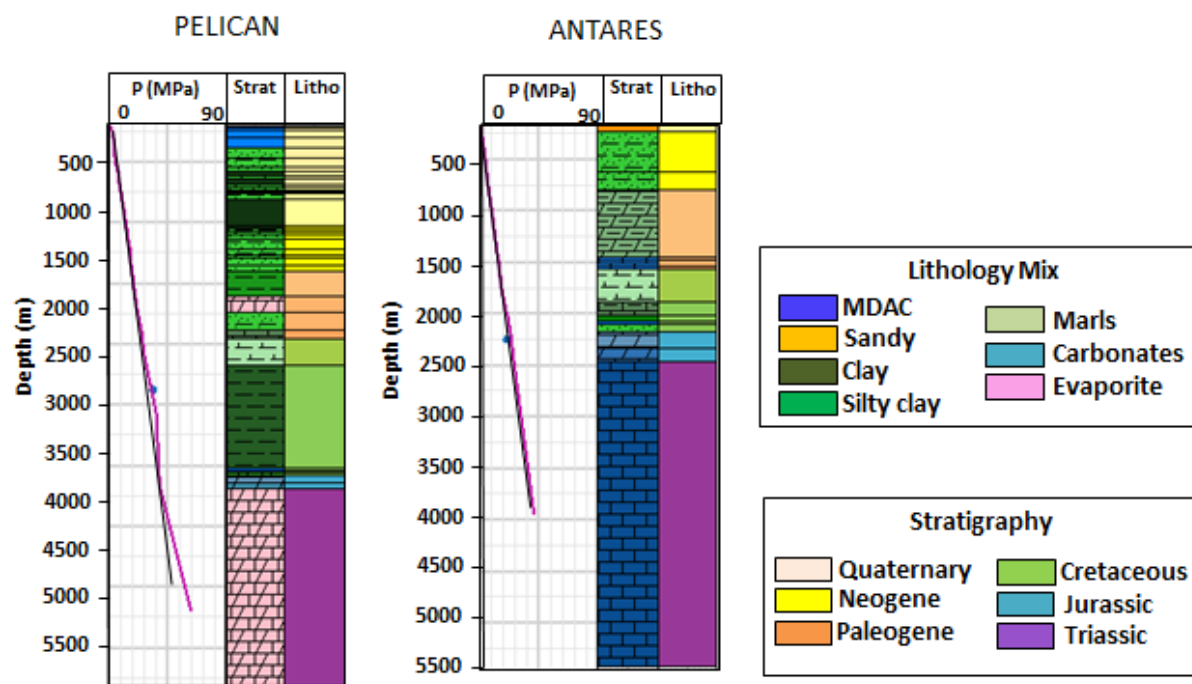 PELICAN
P (MPa) Strat Litho
0 90
500
1000
1500
2000
2500
3000
3500
4000
4500
5000
5500
Depth (m)
ANTARES
P (MPa) Strat Litho
0 90
500
1000
1500
2000
2500
3000
3500
4000
4500
5000
5500
Depth (m)
Lithology Mix
MDAC
Sandy
Clay
Silty clay
Marls
Carbonates
Evaporite
Stratigraphy
Quaternary
Neogene
Paleogene
Cretaceous
Jurassic
Triassic